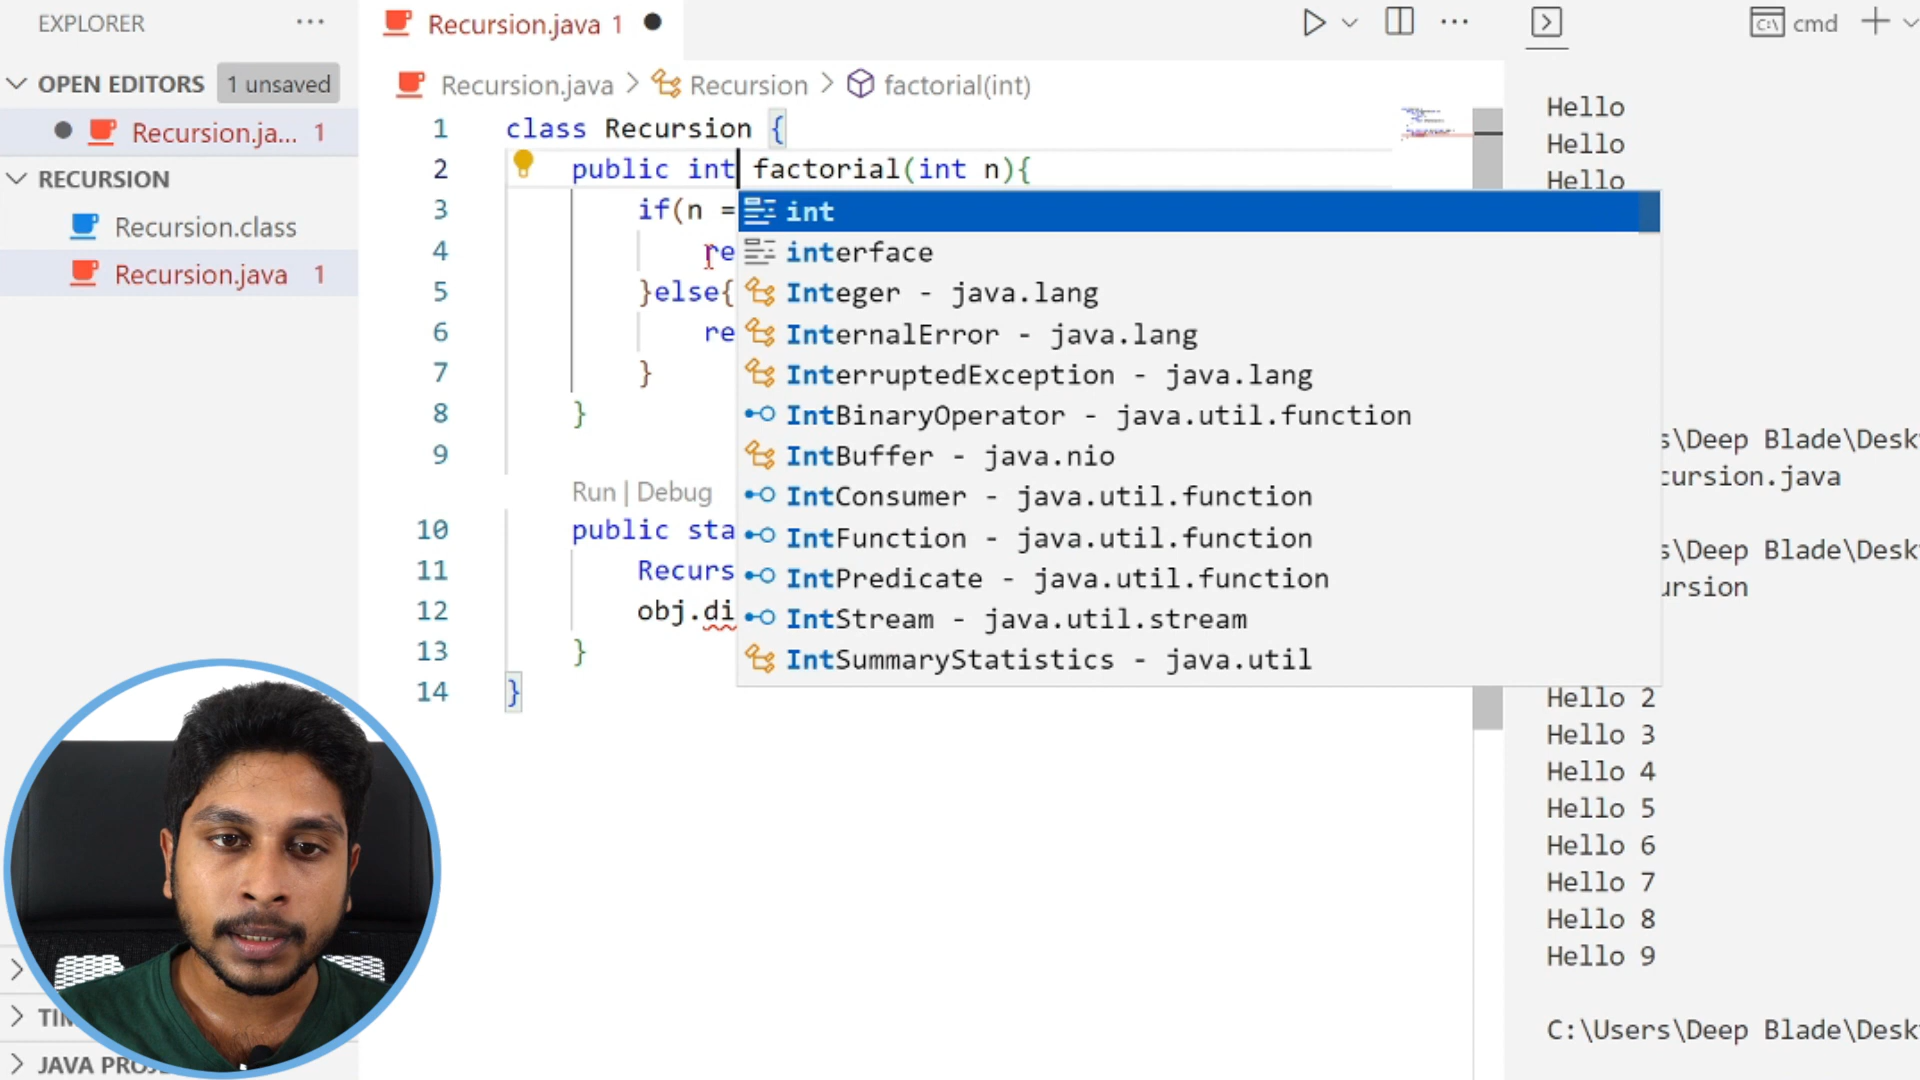 EXPLORER
OPEN EDITORS 1 unsaved
Recursion.ja... 1
RECURSION
Recursion.class
Recursion.java 1
JAVA
Recursion.java 1
Recursion.java > Recursion > factorial(int)
1 class Recursion {
2 public int factorial(int n){
3 if(n =
4 re
5 }else{
6 re
7 }
8 }
9
Run | Debug
10 public sta
11 Recurs
12 obj.di
13 }
14 }
int
interface
Integer - java.lang
InternalError - java.lang
InterruptedException - java.lang
IntBinaryOperator - java.util.function
IntBuffer - java.nio
IntConsumer - java.util.function
IntFunction - java.util.function
IntPredicate - java.util.function
IntStream - java.util.stream
IntSummaryStatistics - java.util
cmd
Hello
Hello
Hello
s\Deep Blade\Desk
cursion.java
s\Deep Blade\Desk
ursion
Hello 2
Hello 3
Hello 4
Hello 5
Hello 6
Hello 7
Hello 8
Hello 9
C:\Users\Deep Blade\Desk